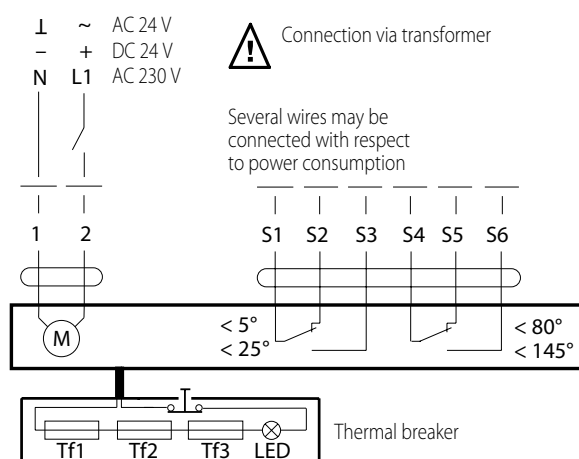 ⊥ ~ AC 24 V
– + DC 24 V
N L1 AC 230 V
! Connection via transformer
Several wires may be
connected with respect
to power consumption
1 2 S1 S2 S3 S4 S5 S6
M
< 5°
< 25°
< 80°
< 145°
Tf1 Tf2 Tf3 LED
Thermal breaker